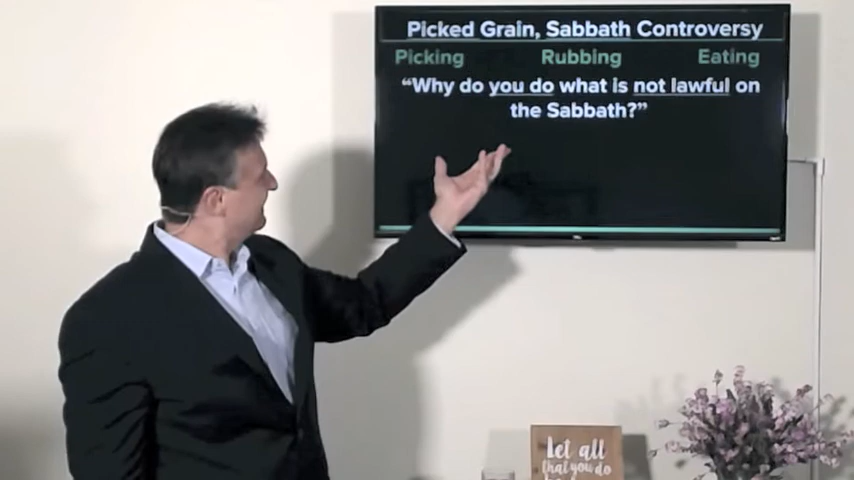 Picked Grain, Sabbath Controversy
Picking Rubbing Eating
“Why do you do what is not lawful on
the Sabbath?”
Let all
that you do